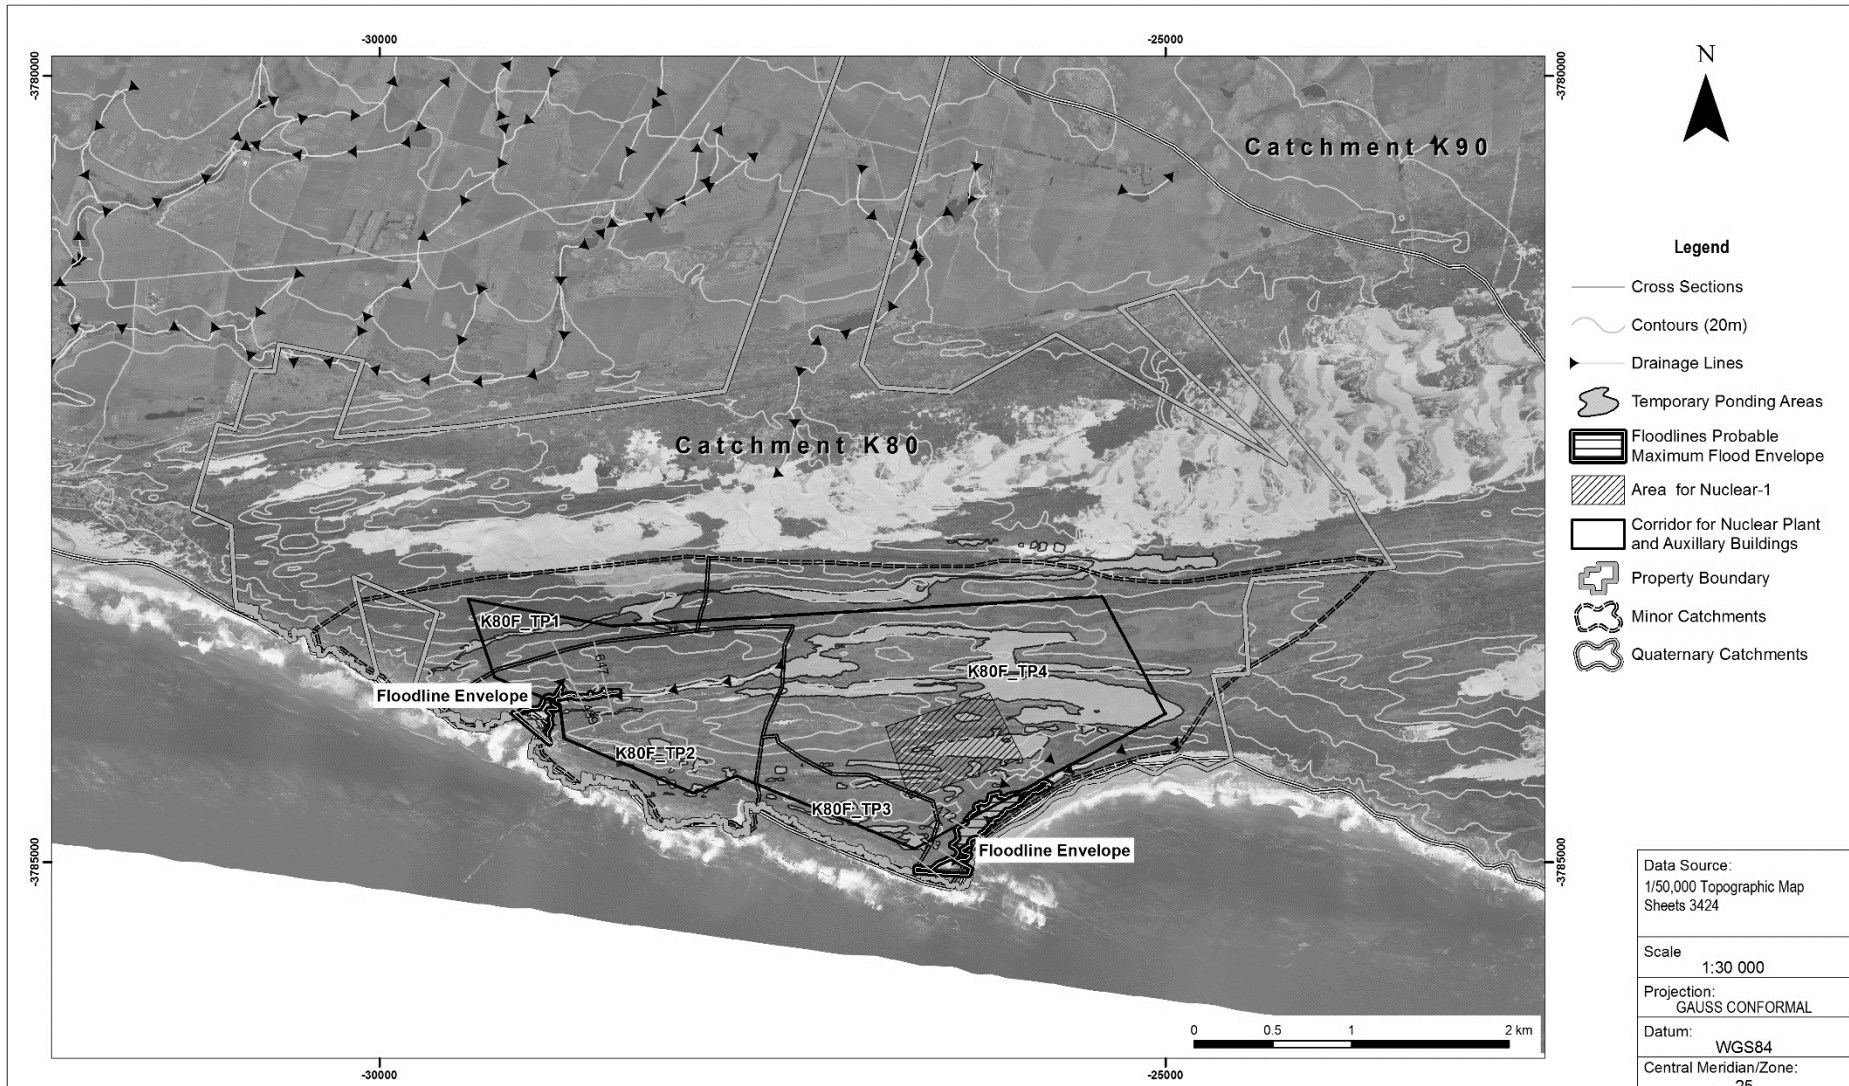 -30000
-25000
-3780000
-3780000
N
Catchment K90
Legend
Cross Sections
Contours (20m)
Drainage Lines
Temporary Ponding Areas
Floodlines Probable
Maximum Flood Envelope
Area for Nuclear-1
Corridor for Nuclear Plant
and Auxillary Buildings
Property Boundary
Minor Catchments
Quaternary Catchments
Catchment K80
K80F_TP1
647
K80F_TP4
Floodline Envelope
K80F_TP2
K80F_TP3
Floodline Envelope
-3785000
-3785000
Data Source:
1/50,000 Topographic Map
Sheets 3424
Scale
1:30 000
Projection:
GAUSS CONFORMAL
Datum:
WGS84
Central Meridian/Zone:
25
0 0.5 1 2 km
-30000
-25000